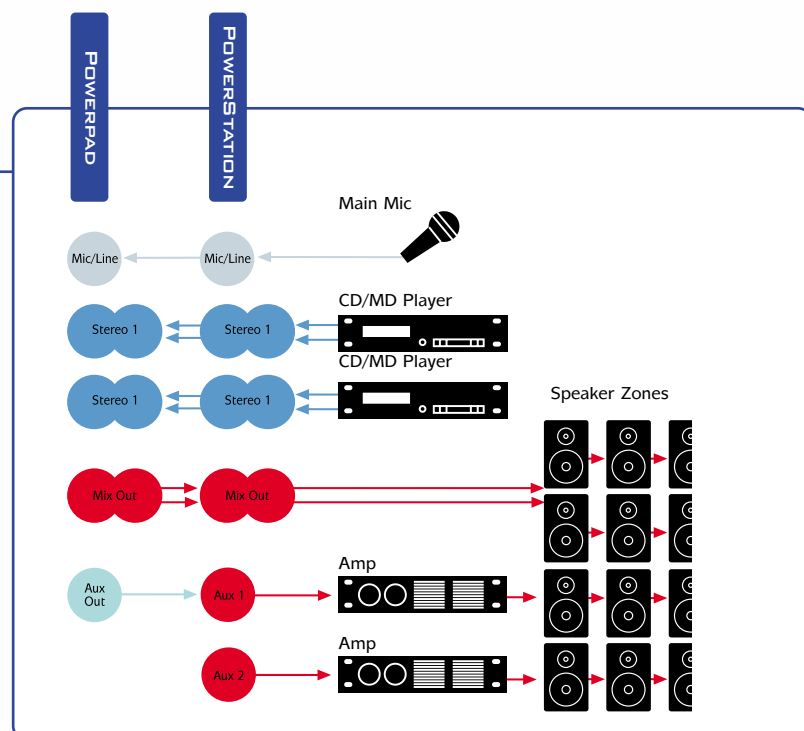 POWERPAD
POWERSTATION
Main Mic
Mic/Line
Mic/Line
CD/MD Player
Stereo 1
Stereo 1
CD/MD Player
Stereo 1
Stereo 1
Speaker Zones
Mix Out
Mix Out
Amp
Aux
Out
Aux 1
Amp
Aux 2